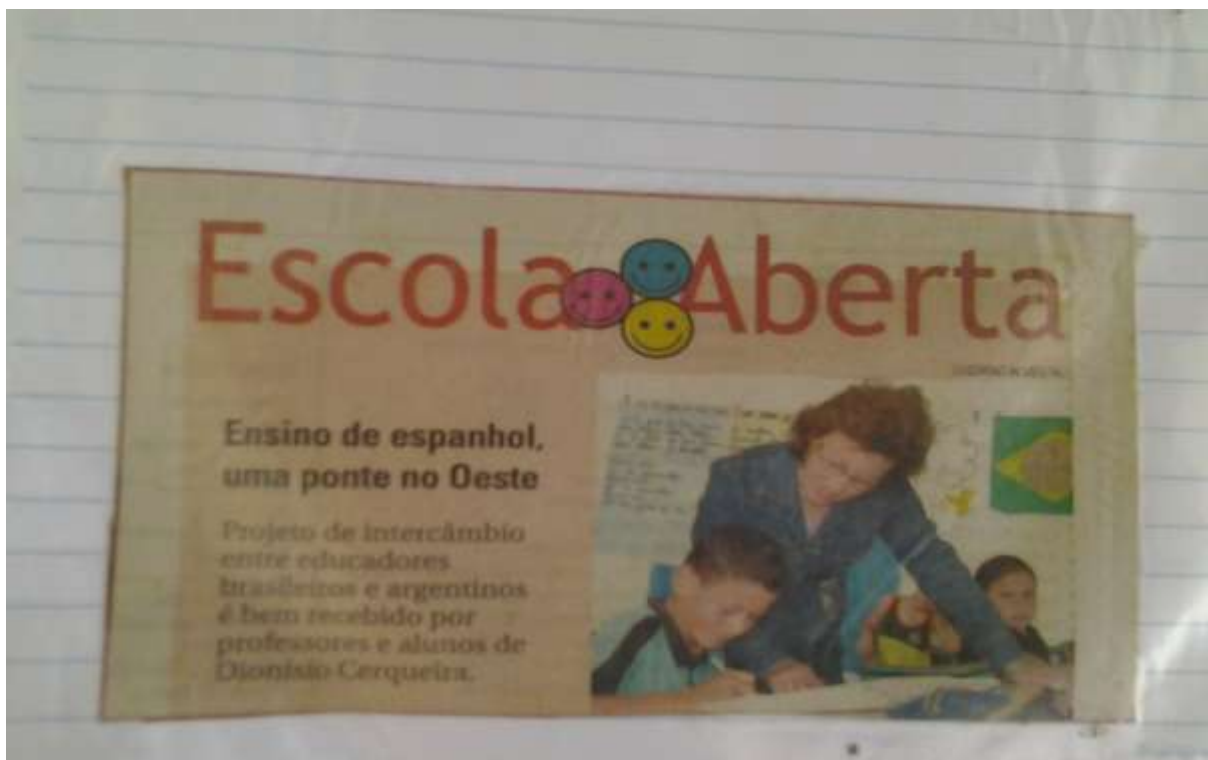 Escola Aberta
Ensino de espanhol,
uma ponte no Oeste
Projeto de intercâmbio
entre educadores
brasileiros e argentinos
é bem recebido por
professores e alunos de
Dionísio Cerqueira.